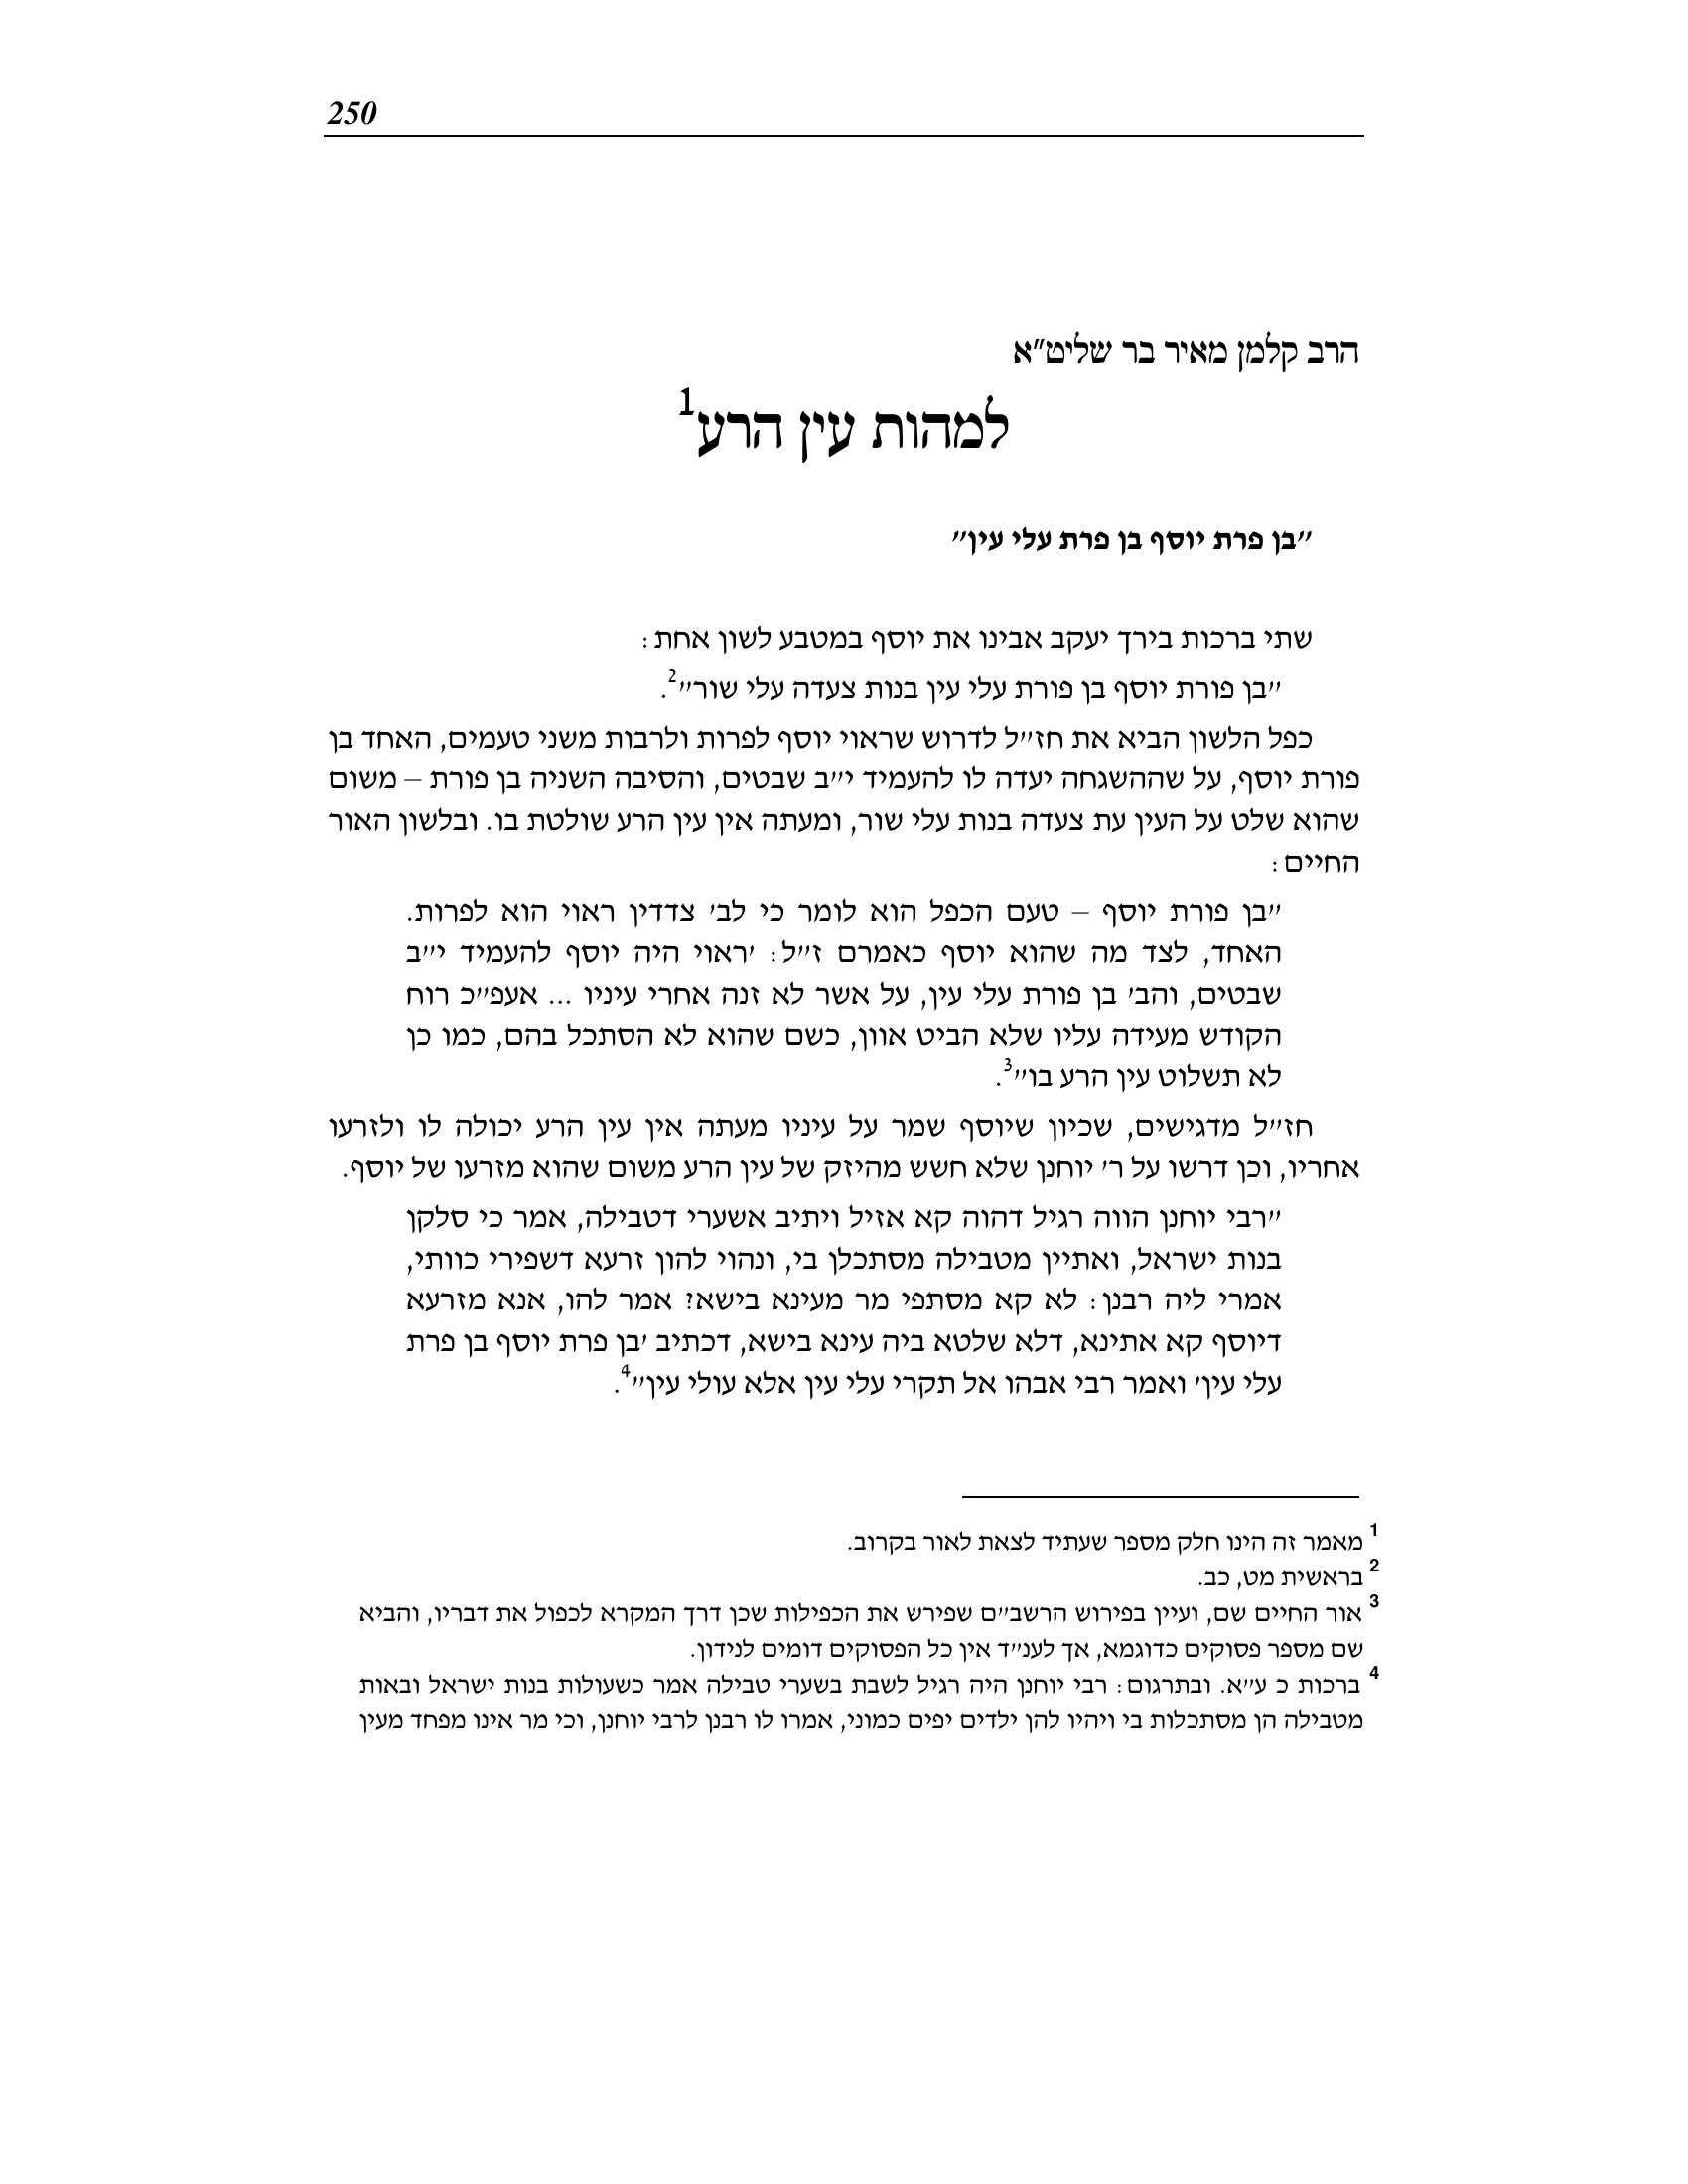 250
הרב קלמן מאיר בר שליט"א
למהות עין הרע1
"בן פרת יוסף בן פרת עלי עין"
שתי ברכות בירך יעקב אבינו את יוסף במטבע לשון אחת:
"בן פורת יוסף בן פורת עלי עין בנות צעדה עלי שור"2.
כפל הלשון הביא את חז"ל לדרוש שראוי יוסף לפרות ולרבות משני טעמים, האחד בן
פורת יוסף, על שההשגחה יעדה לו להעמיד י"ב שבטים, והסיבה השניה בן פורת – משום
שהוא שלט על העין עת צעדה בנות עלי שור, ומעתה אין עין הרע שולטת בו. ובלשון האור
החיים:
"בן פורת יוסף – טעם הכפל הוא לומר כי לב' צדדין ראוי הוא לפרות.
האחד, לצד מה שהוא יוסף כאמרם ז"ל: 'ראוי היה יוסף להעמיד י"ב
שבטים, והב' בן פורת עלי עין, על אשר לא זנה אחרי עיניו ... אעפ"כ רוח
הקודש מעידה עליו שלא הביט אוון, כשם שהוא לא הסתכל בהם, כמו כן
לא תשלוט עין הרע בו"3.
חז"ל מדגישים, שכיון שיוסף שמר על עיניו מעתה אין עין הרע יכולה לו ולזרעו
אחריו, וכן דרשו על ר' יוחנן שלא חשש מהיזק של עין הרע משום שהוא מזרעו של יוסף.
"רבי יוחנן הווה רגיל דהוה קא אזיל ויתיב אשערי דטבילה, אמר כי סלקן
בנות ישראל, ואתיין מטבילה מסתכלן בי, ונהוי להון זרעא דשפירי כוותי,
אמרי ליה רבנן: לא קא מסתפי מר מעינא בישא? אמר להו, אנא מזרעא
דיוסף קא אתינא, דלא שלטא ביה עינא בישא, דכתיב 'בן פרת יוסף בן פרת
עלי עין' ואמר רבי אבהו אל תקרי עלי עין אלא עולי עין"4.
1 מאמר זה הינו חלק מספר שעתיד לצאת לאור בקרוב.
2 בראשית מט, כב.
3 אור החיים שם, ועיין בפירוש הרשב"ם שפירש את הכפילות שכן דרך המקרא לכפול את דבריו, והביא
שם מספר פסוקים כדוגמא, אך לענ"ד אין כל הפסוקים דומים לנידון.
4 ברכות כ ע"א. ובתרגום: רבי יוחנן היה רגיל לשבת בשערי טבילה אמר כשעולות בנות ישראל ובאות
מטבילה הן מסתכלות בי ויהיו להן ילדים יפים כמוני, אמרו לו רבנן לרבי יוחנן, וכי מר אינו מפחד מעין